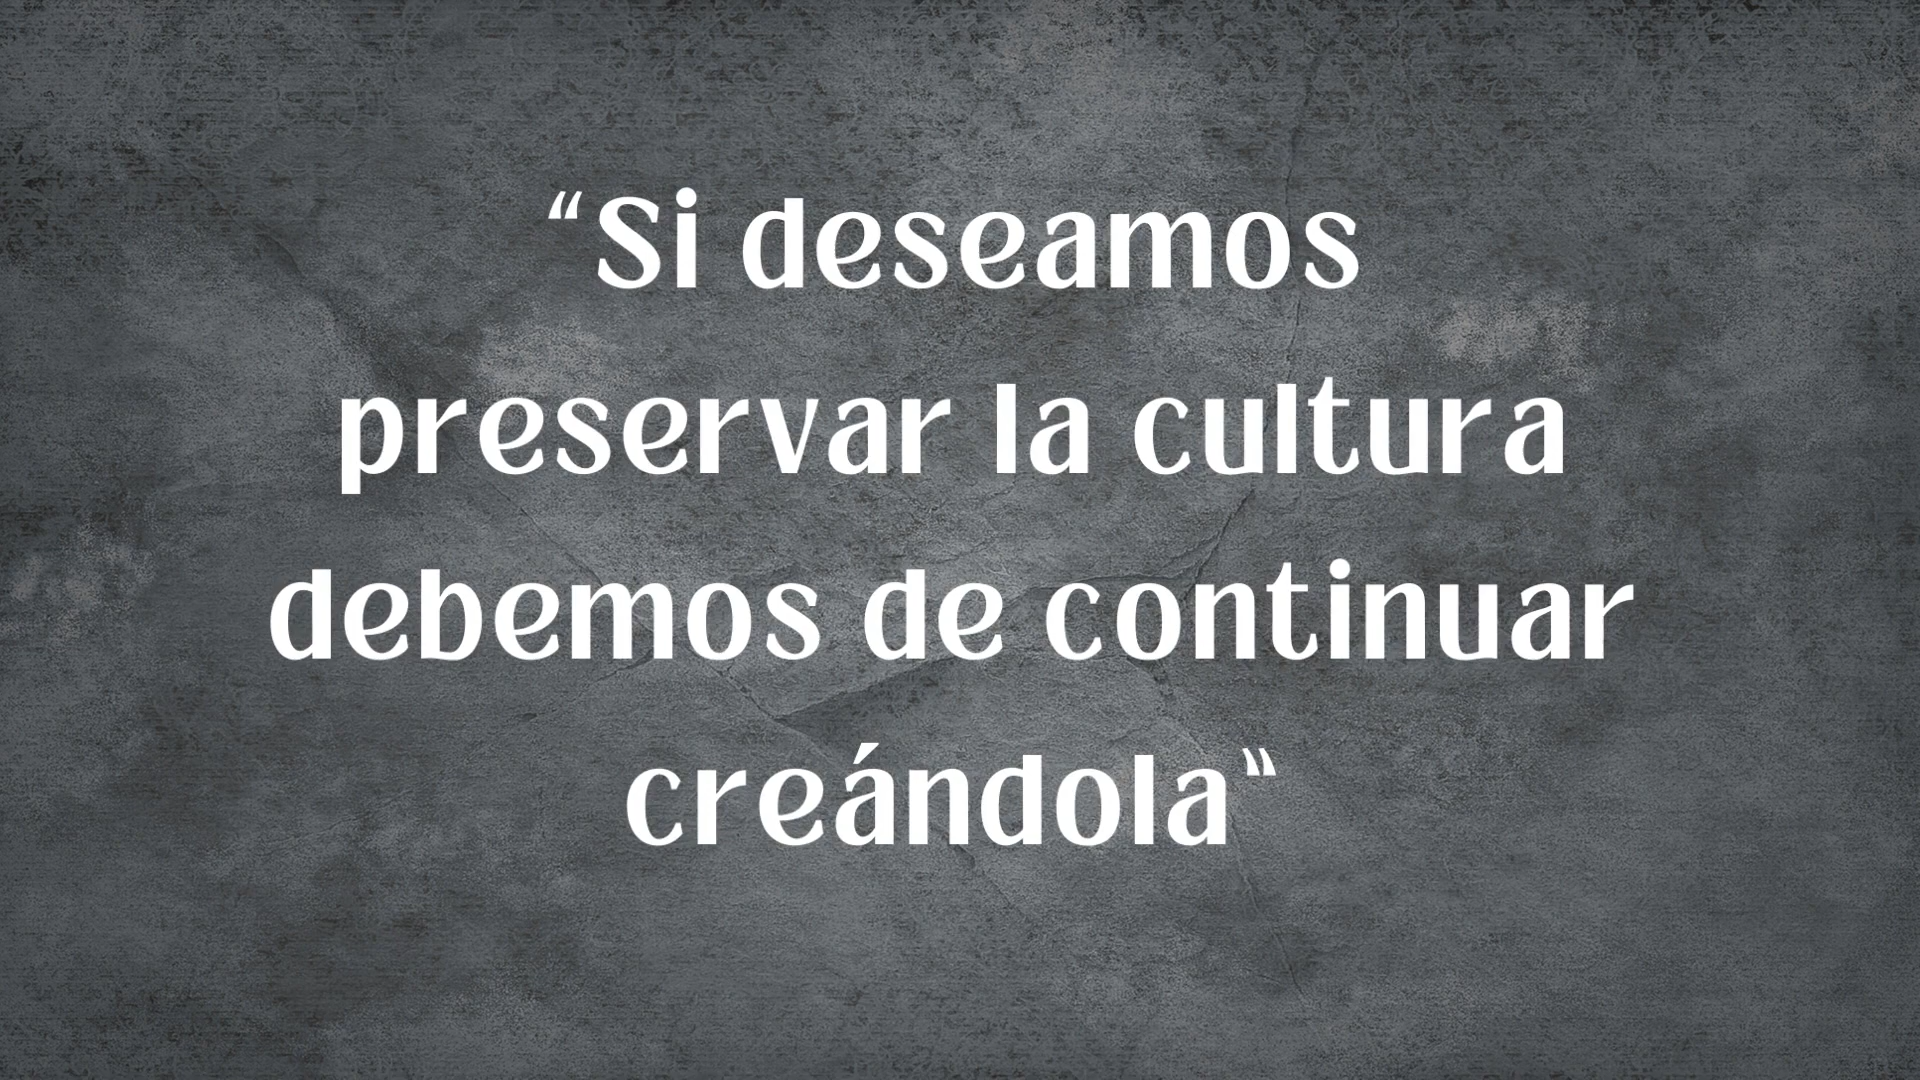 “Si deseamos
preservar la cultura
debemos de continuar
creándola“